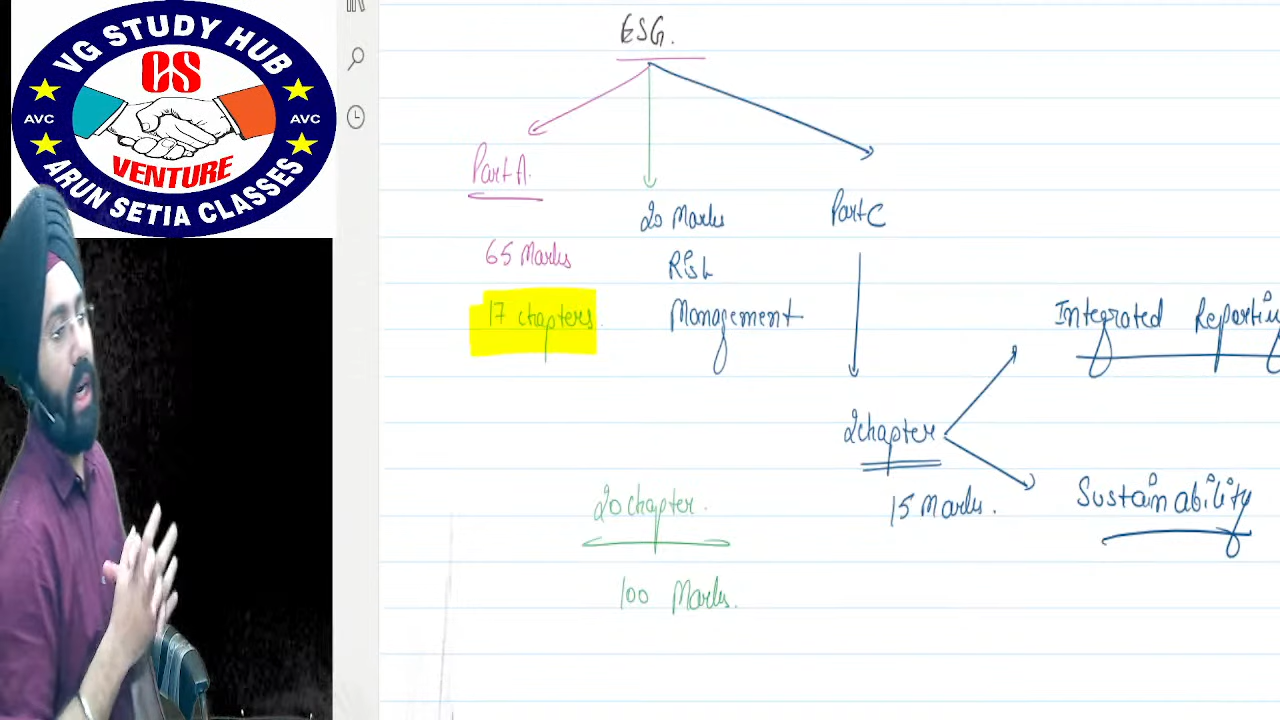 VG STUDY HUB
CS
AVC
AVC
VENTURE
ARUN SETIA CLASSES
ESG.
Part A.
65 Marks
17 chapters.
20 Marks
Risk
Management
Part C
2 chapter
15 Marks.
Integrated Reportin
Sustainability
20 chapter.
100 Marks.